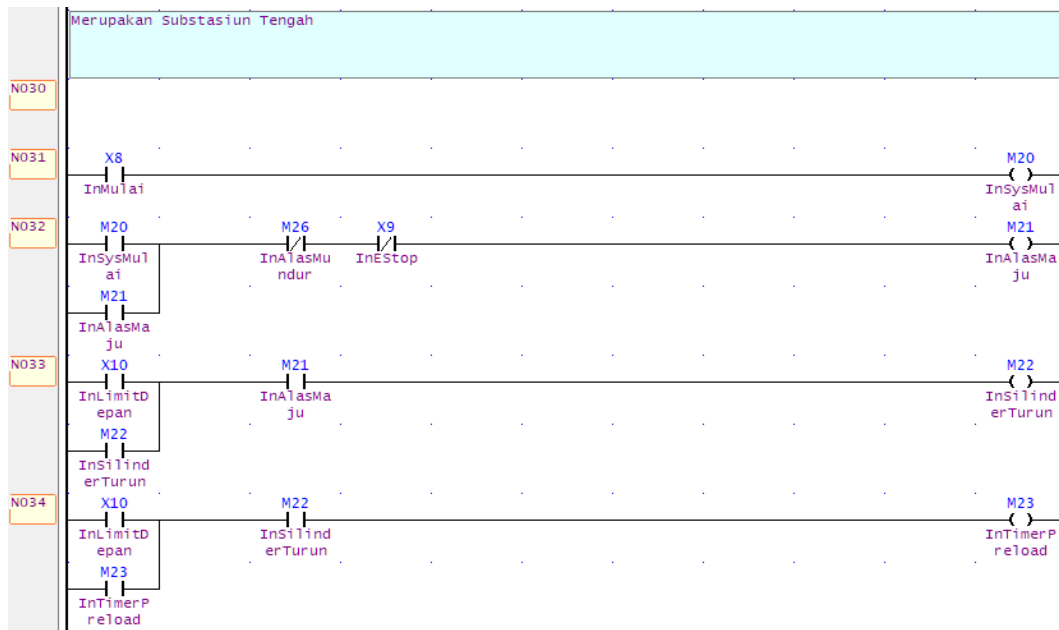 Merupakan Substasiun Tengah
N030
N031
X8
M20
InMulai
InSysMul
ai
N032
M20
M26
X9
M21
InSysMul
ai
InAlasMu
ndur
InEStop
InAlasMa
ju
M21
InAlasMa
ju
N033
X10
M21
M22
InLimitD
epan
InAlasMa
ju
InSilind
erTurun
M22
InSilind
erTurun
N034
X10
M22
M23
InLimitD
epan
InSilind
erTurun
InTimerP
reload
M23
InTimerP
reload